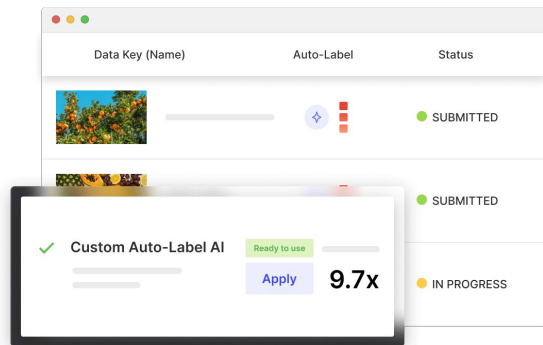 Data Key (Name) Auto-Label Status
SUBMITTED
SUBMITTED
Custom Auto-Label AI Ready to use
Apply 9.7x
IN PROGRESS